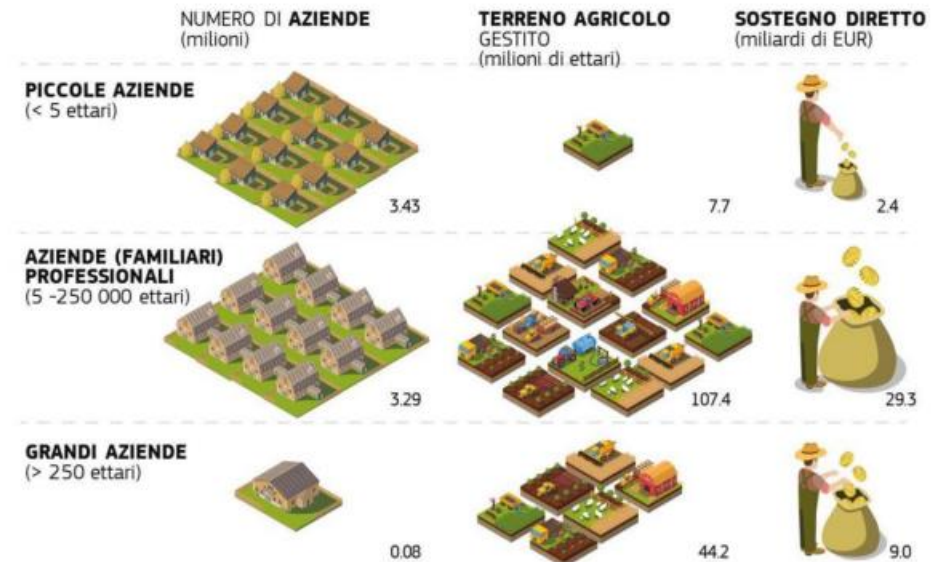 NUMERO DI AZIENDE
(milioni)
TERRENO AGRICOLO
GESTITO
(milioni di ettari)
SOSTEGNO DIRETTO
(miliardi di EUR)
PICCOLE AZIENDE
(< 5 ettari)
3.43
7.7
2.4
AZIENDE (FAMILIARI)
PROFESSIONALI
(5 -250 000 ettari)
3.29
107.4
29.3
GRANDI AZIENDE
(> 250 ettari)
0.08
44.2
9.0